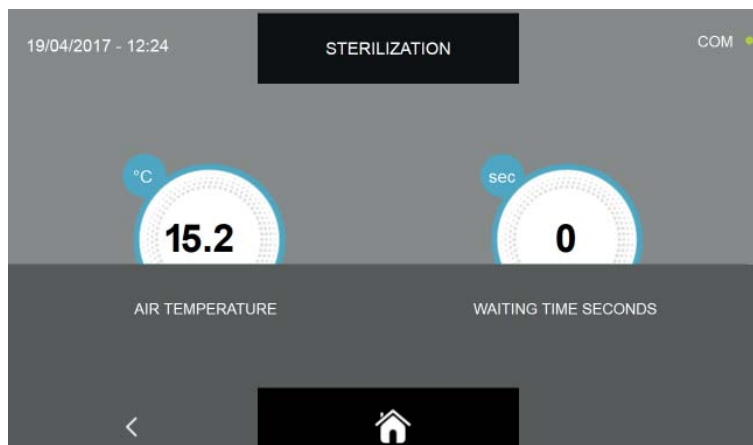 19/04/2017 - 12:24
STERILIZATION
COM
°C
sec
15.2
0
AIR TEMPERATURE
WAITING TIME SECONDS